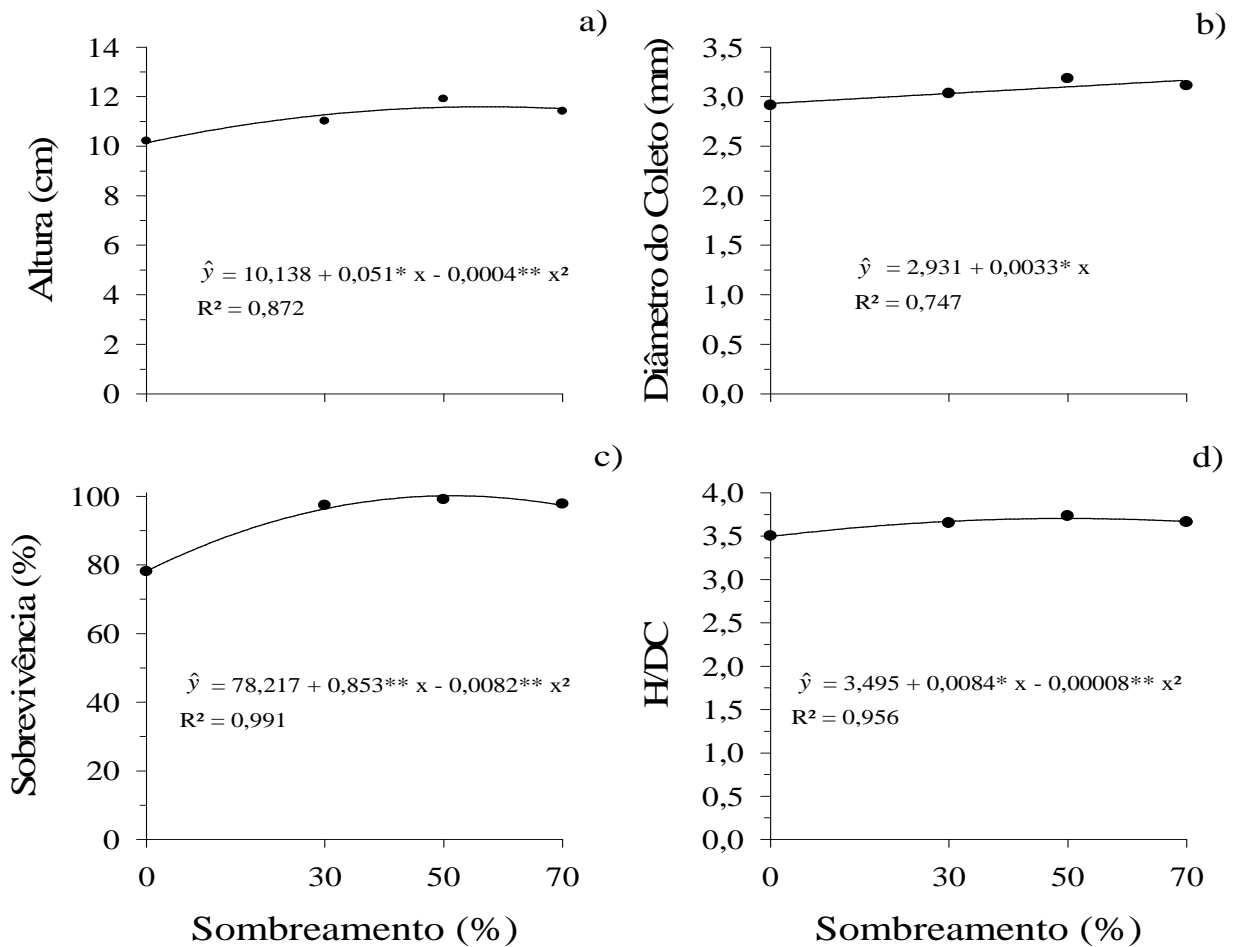 a)
14
12
10
8
6
4
2
0
Altura (cm)
ŷ = 10,138 + 0,051* x - 0,0004** x²
R² = 0,872
b)
3,5
3,0
2,5
2,0
1,5
1,0
0,5
0,0
Diâmetro do Coleto (mm)
ŷ = 2,931 + 0,0033* x
R² = 0,747
c)
100
80
60
40
20
0
Sobrevivência (%)
ŷ = 78,217 + 0,853** x - 0,0082** x²
R² = 0,991
0 30 50 70
Sombreamento (%)
d)
4,0
3,5
3,0
2,5
2,0
1,5
1,0
0,5
0,0
H/DC
ŷ = 3,495 + 0,0084* x - 0,00008** x²
R² = 0,956
0 30 50 70
Sombreamento (%)